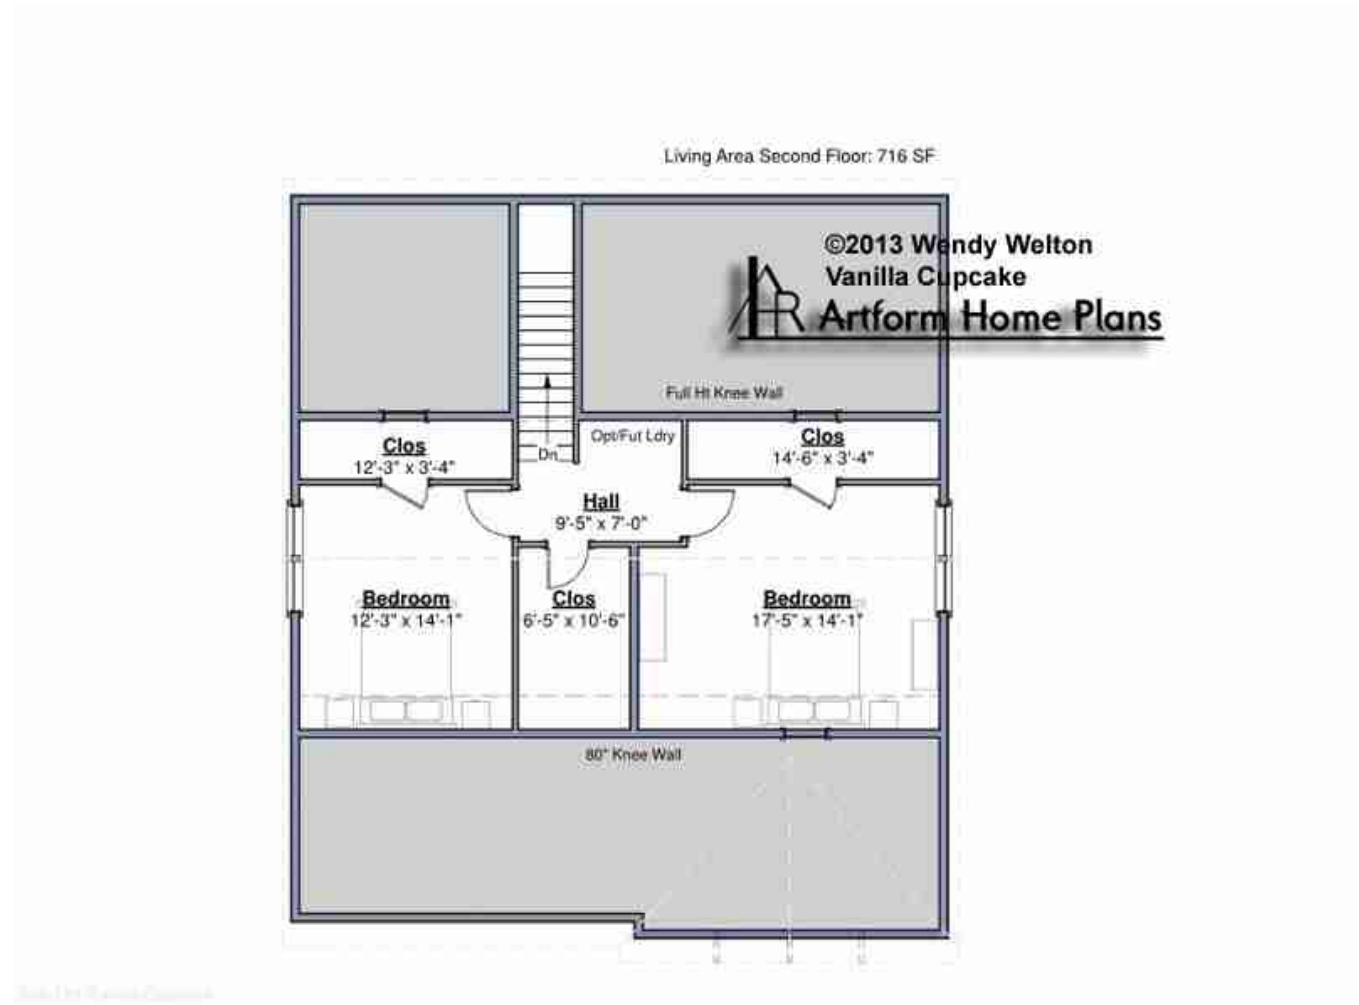 Living Area Second Floor: 716 SF
©2013 Wendy Welton
Vanilla Cupcake
AHR
Artform Home Plans
Full Ht Knee Wall
Clos
12'-3" x 3'-4"
Dn
Opt/Fut Ldry
Clos
14'-6" x 3'-4"
Hall
9'-5" x 7'-0"
Bedroom
12'-3" x 14'-1"
Clos
6'-5" x 10'-6"
Bedroom
17'-5" x 14'-1"
80" Knee Wall